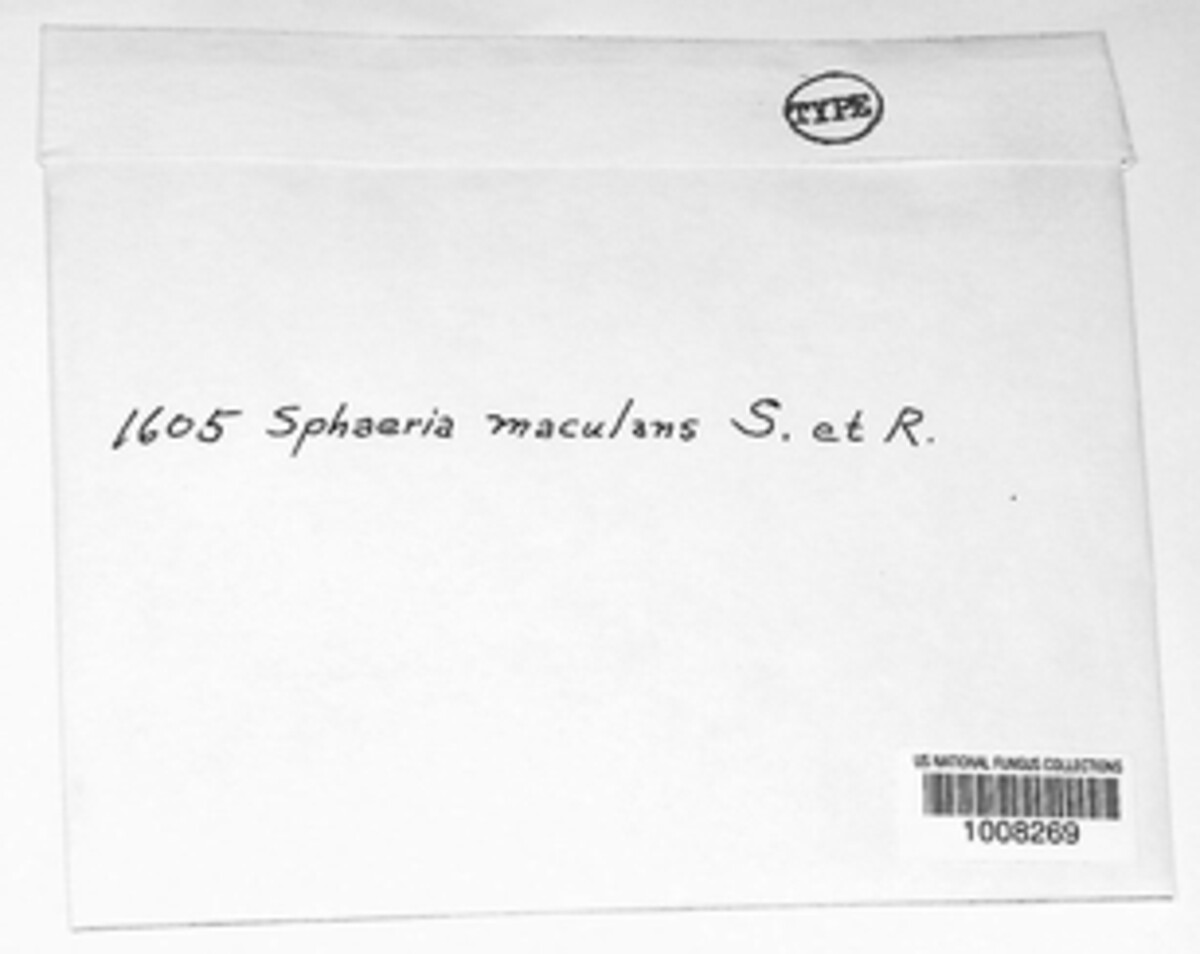 TYPE
1605 Sphaeria maculans S. et R.
US NATIONAL FUNGUS COLLECTIONS
1008269